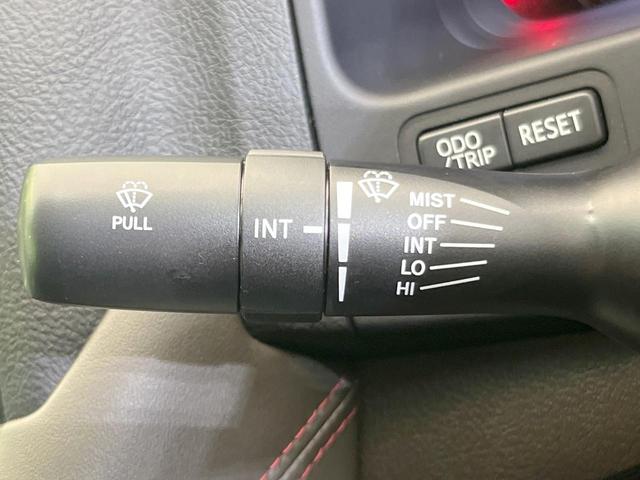 ODO
/TRIP
RESET
PULL
INT
MIST
OFF
INT
LO
HI